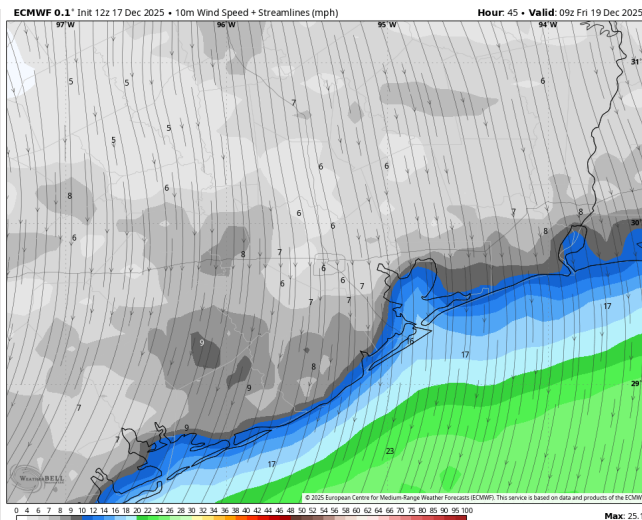 ECMWF 0.1° Init 12z 17 Dec 2025 • 10m Wind Speed + Streamlines (mph) Hour: 45 • Valid: 09z Fri 19 Dec 2025
97°W 96°W 95°W 94°W
31°
5 5 6
7
5 5
6 6
6
8
6 7 8
30°
6 6 8
8 7
6
6 6 7
7 7
17
9 16
17
8
29°
9
7
9
7
23
17
WEATHERBELL
© 2025 European Centre for Medium-Range Weather Forecasts (ECMWF). This service is based on data and products of the ECMW
0 4 6 7 8 9 10 12 14 16 18 20 22 24 26 28 30 32 34 36 38 40 42 44 46 48 50 52 54 56 58 60 65 70 75 80 85 90 95 100
Max: 25.